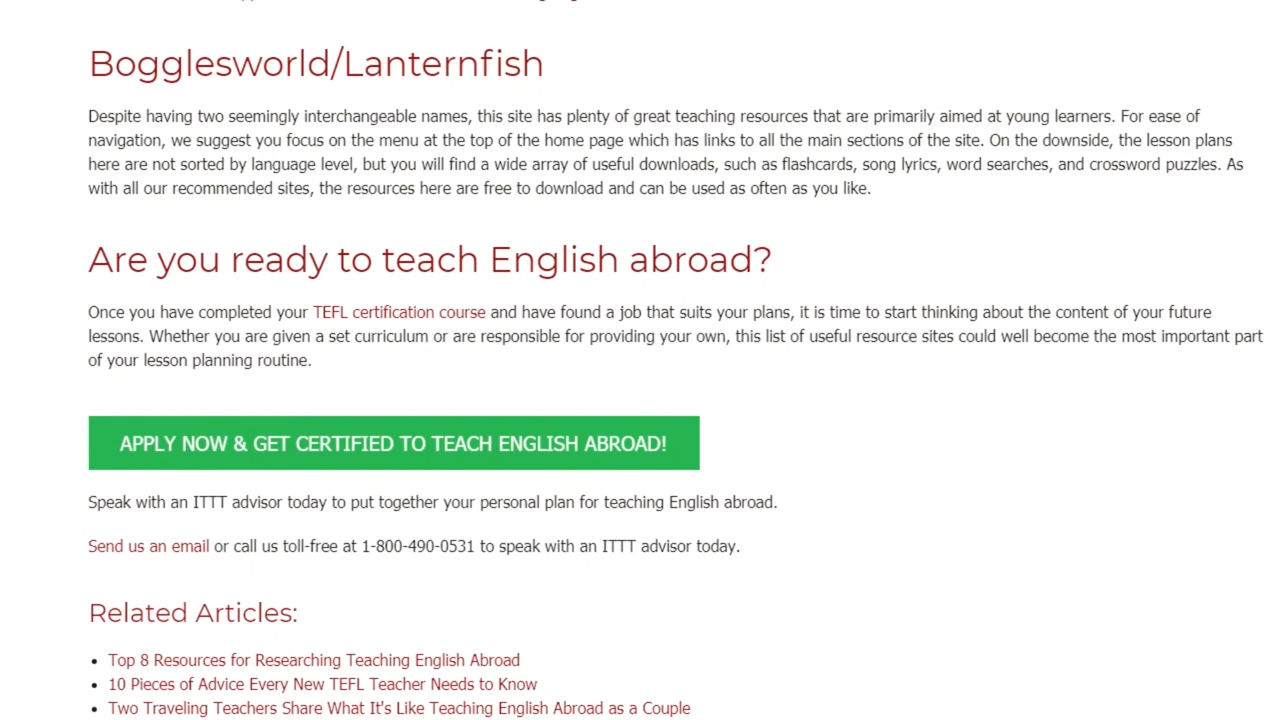 Bogglesworld/Lanternfish
Despite having two seemingly interchangeable names, this site has plenty of great teaching resources that are primarily aimed at young learners. For ease of
navigation, we suggest you focus on the menu at the top of the home page which has links to all the main sections of the site. On the downside, the lesson plans
here are not sorted by language level, but you will find a wide array of useful downloads, such as flashcards, song lyrics, word searches, and crossword puzzles. As
with all our recommended sites, the resources here are free to download and can be used as often as you like.
Are you ready to teach English abroad?
Once you have completed your TEFL certification course and have found a job that suits your plans, it is time to start thinking about the content of your future
lessons. Whether you are given a set curriculum or are responsible for providing your own, this list of useful resource sites could well become the most important part
of your lesson planning routine.
APPLY NOW & GET CERTIFIED TO TEACH ENGLISH ABROAD!
Speak with an ITTT advisor today to put together your personal plan for teaching English abroad.
Send us an email or call us toll-free at 1-800-490-0531 to speak with an ITTT advisor today.
Related Articles:
• Top 8 Resources for Researching Teaching English Abroad
• 10 Pieces of Advice Every New TEFL Teacher Needs to Know
• Two Traveling Teachers Share What It's Like Teaching English Abroad as a Couple